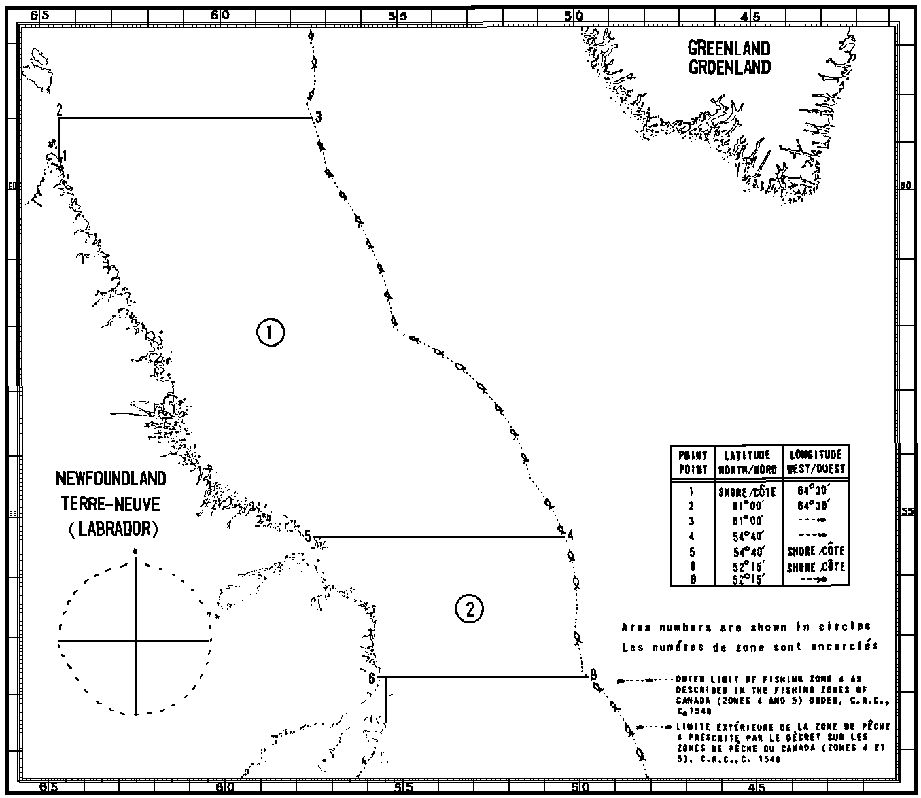 65 60 55 50 45
GREENLAND
GROENLAND
2 3
1
60 60
1
NEWFOUNDLAND
TERRE-NEUVE
(LABRADOR)
POINT LATITUDE LONGITUDE
POINT NORTH/NORD WEST/OUEST
1 SHORE/CÔTE 64°30′
2 61°00′ 64°30′
3 61°00′
4 54°40′
5 54°40′ SHORE/CÔTE
6 52°15′ SHORE/CÔTE
8 52°15′
55
5 4
2
6 8
Area numbers are shown in circles
Les numéros de zone sont encerclés
OUTER LIMIT OF FISHING ZONE 4 AS
DESCRIBED IN THE FISHING ZONES OF
CANADA (ZONES 4 AND 5) ORDER, C.R.C.,
C. 1548
LIMITE EXTÉRIEURE DE LA ZONE DE PÊCHE
4 PRESCRITE PAR LE DÉCRET SUR LES
ZONES DE PÊCHE DU CANADA (ZONES 4 ET
5), C.R.C., C. 1548
60 55 50 45